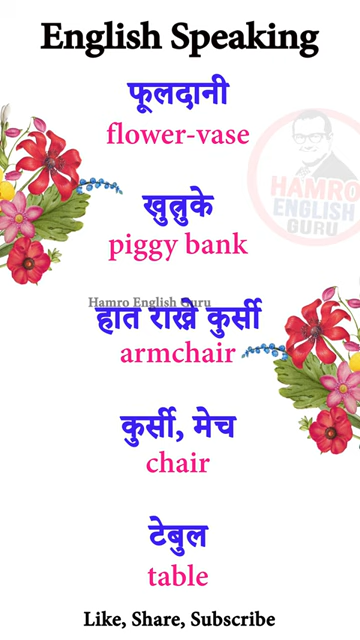 English Speaking
फूलदानी
flower-vase
खुत्रुके
piggy bank
HAMRO
ENGLISH
GURU
Hamro English Guru
हात राख्ने कुर्सी
armchair
कुर्सी, मेच
chair
टेबुल
table
Like, Share, Subscribe